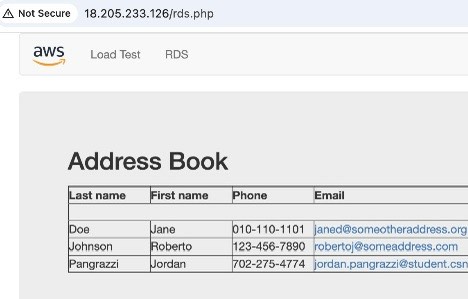 Not Secure 18.205.233.126/rds.php
aws Load Test RDS
Address Book
Last name First name Phone Email
Doe Jane 010-110-1101 janed@someotheraddress.org
Johnson Roberto 123-456-7890 robertoj@someaddress.com
Pangrazzi Jordan 702-275-4774 jordan.pangrazzi@student.csn